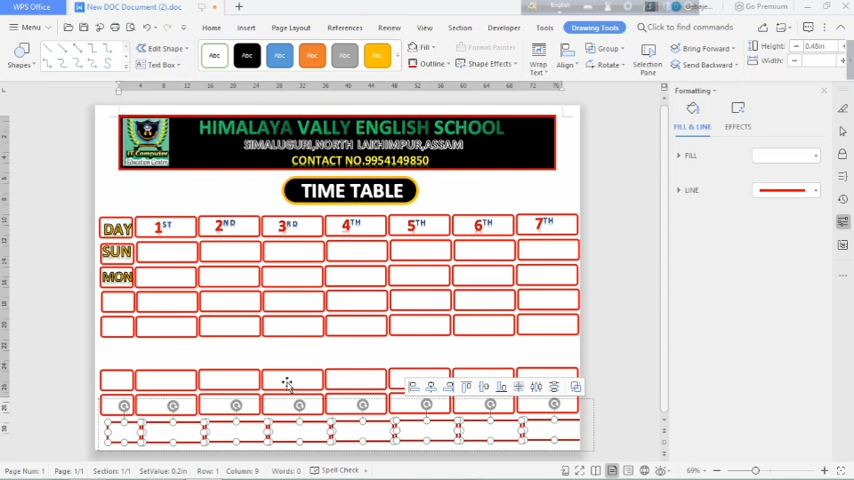 WPS Office New DOC Document (2).doc Go Premium
Menu Home Insert Page Layout References Review View Section Developer Tools Drawing Tools Click to find commands
Shapes Edit Shape Text Box Abc Abc Abc Abc Abc Abc Fill Outline Format Painter Shape Effects Wrap Text Align Group Rotate Selection Pane Bring Forward Send Backward Height: 0.48in Width:
Formatting
FILL & LINE EFFECTS
FILL
LINE
HIMALAYA VALLY ENGLISH SCHOOL
SIMALUGURI,NORTH LAKHIMPUR,ASSAM
CONTACT NO.9954149850
IT Computer
Education Centre
TIME TABLE
DAY 1ST 2ND 3RD 4TH 5TH 6TH 7TH
SUN
MON
Page Num: 1 Page: 1/1 Section: 1/1 SetValue: 0.2in Row: 1 Column: 9 Words: 0 Spell Check 69%